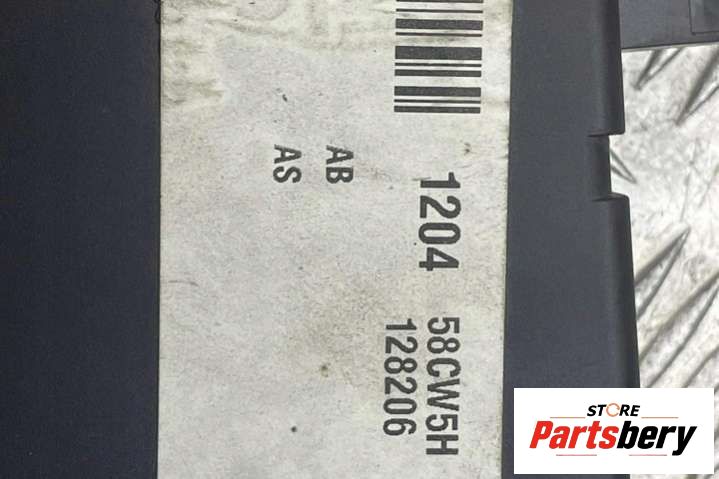 1204 58CW5H
128206
AB
AS
STORE
Partsbery